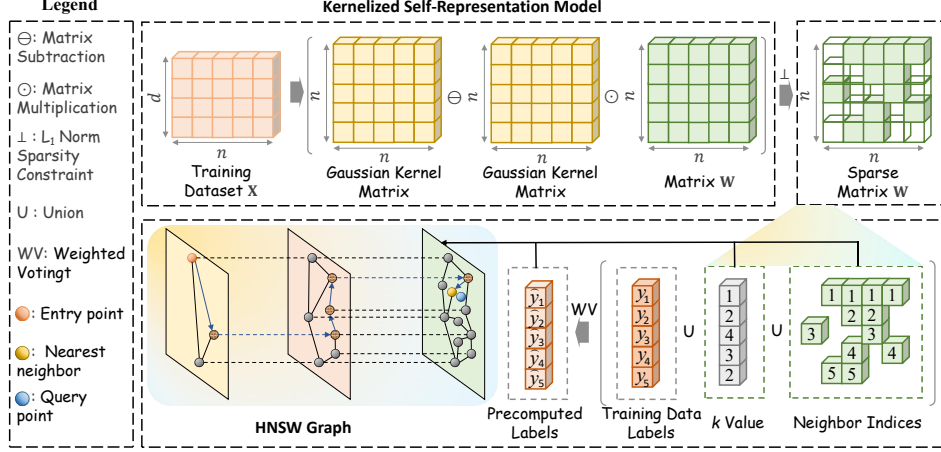 Legend
⊖: Matrix
Subtraction
⊙: Matrix
Multiplication
⊥: L₁ Norm
Sparsity
Constraint
∪ : Union
WV: Weighted
Votingt
: Entry point
: Nearest
neighbor
: Query
point
Kernelized Self-Representation Model
d
n
Training
Dataset X
n
n
Gaussian Kernel
Matrix
⊖
n
n
Gaussian Kernel
Matrix
⊙
n
n
Matrix W
⊥
n
n
Sparse
Matrix W
HNSW Graph
ŷ₁
ŷ₂
y₃
y₄
ŷ₅
Precomputed
Labels
WV
y₁
y₂
y₃
y₄
y₅
Training Data
Labels
∪
1
2
4
3
2
k Value
∪
1 1 1 1
2 2
3 3
4 4
5 5
Neighbor Indices